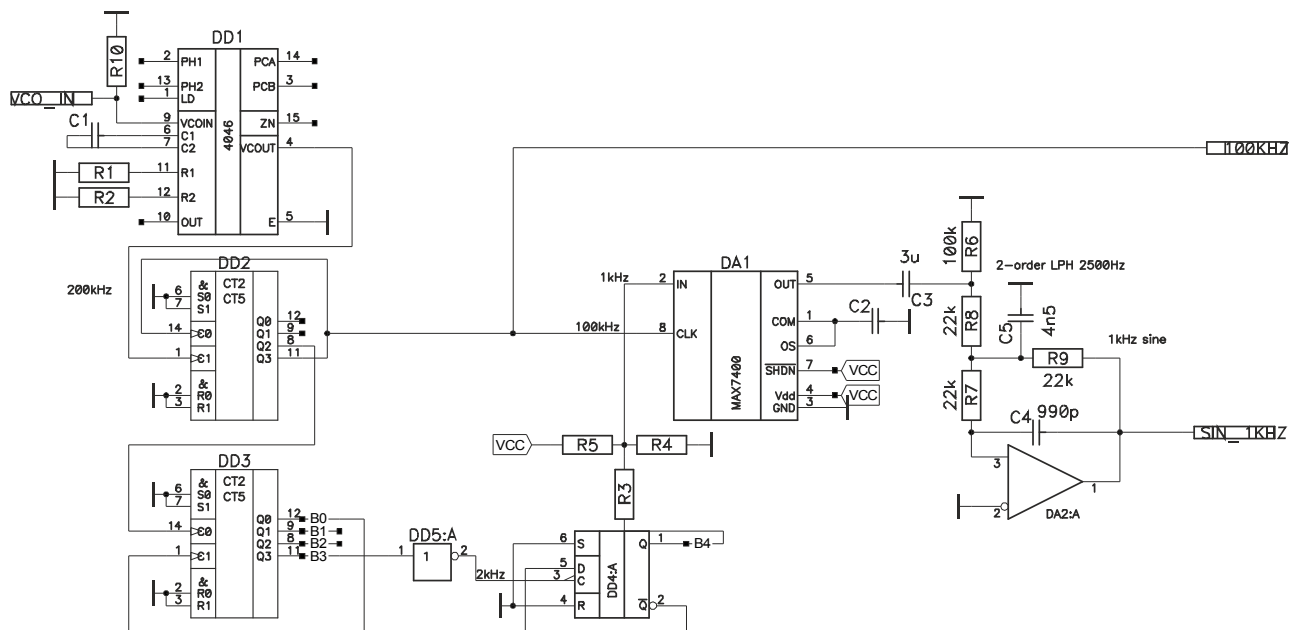 DD1
R10
2 PH1 PCA 14
13 PH2 PCB 3
1 LD
VCO_IN
9 VCOIN ZN 15
C1
6 C1
7 C2 VCOUT 4
4046
R1 11 R1
R2 12 R2
10 OUT E 5
100KHZ
DD2
200kHz
& CT2
6 S0 CT5
7 S1
Q0 12
14 C0 Q1 9
Q2 8
1 C1 Q3 11
&
2 R0
3 R1
DA1
1kHz 2 IN OUT 5
3u
C3
100k R6
2-order LPH 2500Hz
100kHz 8 CLK COM 1
C2
OS 6
MAX7400
SHDN 7 VCC
Vdd 4 VCC
GND 3
22k R8
C5 4n5
R9
22k
1kHz sine
22k R7
C4 990p
SIN_1KHZ
3
2
1
DA2:A
VCC R5 R4
R3
DD3
& CT2
6 S0 CT5
7 S1
Q0 12 B0
14 C0 Q1 9 B1
Q2 8 B2
1 C1 Q3 11 B3
&
2 R0
3 R1
DD5:A
1 1 2
2kHz
6 S Q 1 B4
5 D
3 C
DD4:A
4 R Q 2